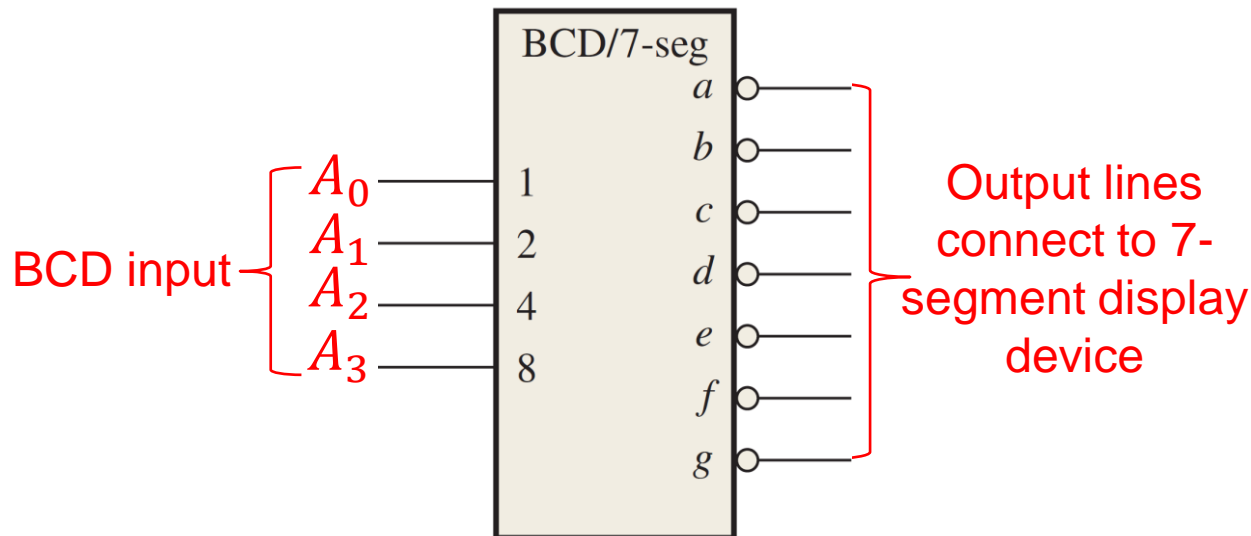 BCD/7-seg
a
b
c
d
e
f
g
1
2
4
8
A₀
A₁
A₂
A₃
BCD input
Output lines
connect to 7-
segment display
device